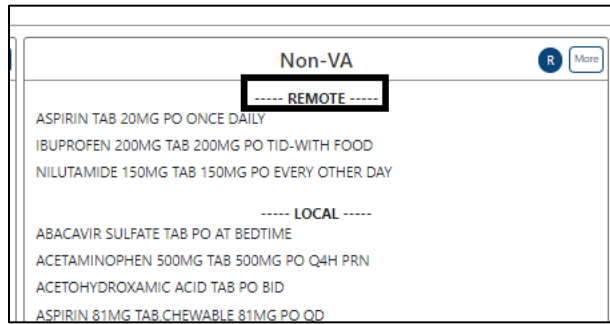 Non-VA
R
More
----- REMOTE -----
ASPIRIN TAB 20MG PO ONCE DAILY
IBUPROFEN 200MG TAB 200MG PO TID-WITH FOOD
NILUTAMIDE 150MG TAB 150MG PO EVERY OTHER DAY
----- LOCAL -----
ABACAVIR SULFATE TAB PO AT BEDTIME
ACETAMINOPHEN 500MG TAB 500MG PO Q4H PRN
ACETOHYDROXAMIC ACID TAB PO BID
ASPIRIN 81MG TAB,CHEWABLE 81MG PO QD